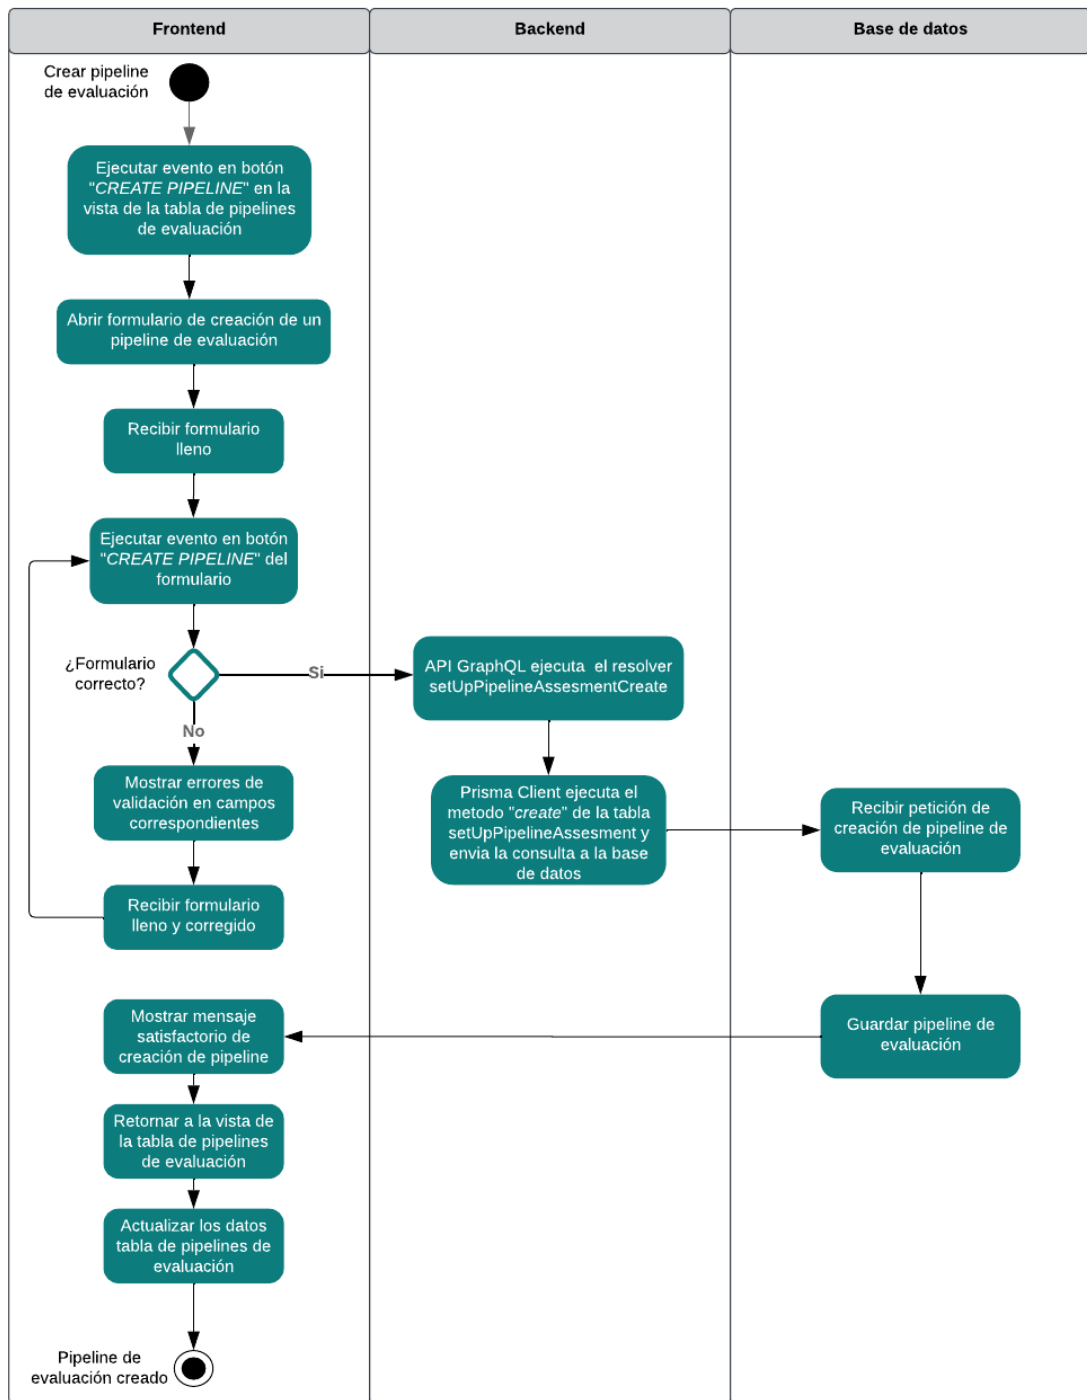 Frontend
Backend
Base de datos
Crear pipeline
de evaluación
Ejecutar evento en botón
"CREATE PIPELINE" en la
vista de la tabla de pipelines
de evaluación
Abrir formulario de creación de un
pipeline de evaluación
Recibir formulario
lleno
Ejecutar evento en botón
"CREATE PIPELINE" del
formulario
¿Formulario
correcto?
Si
No
API GraphQL ejecuta  el resolver
setUpPipelineAssesmentCreate
Mostrar errores de
validación en campos
correspondientes
Prisma Client ejecuta el
metodo "create" de la tabla
setUpPipelineAssesment y
envia la consulta a la base
de datos
Recibir petición de
creación de pipeline de
evaluación
Recibir formulario
lleno y corregido
Mostrar mensaje
satisfactorio de
creación de pipeline
Guardar pipeline de
evaluación
Retornar a la vista de
la tabla de pipelines
de evaluación
Actualizar los datos
tabla de pipelines de
evaluación
Pipeline de
evaluación creado